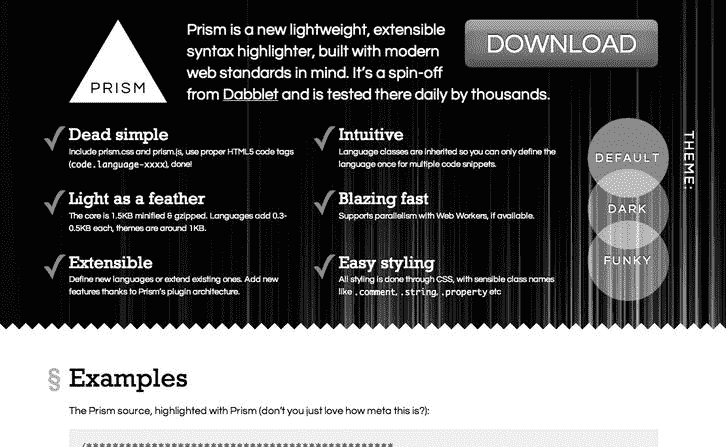 PRISM
Prism is a new lightweight, extensible
syntax highlighter, built with modern
web standards in mind. It's a spin-off
from Dabblet and is tested there daily by thousands.
DOWNLOAD
Dead simple
Include prism.css and prism.js, use proper HTML5 code tags
(code.language-xxxx), done!
Light as a feather
The core is 1.5KB minified & gzipped. Languages add 0.3-
0.5KB each, themes are around 1KB.
Extensible
Define new languages or extend existing ones. Add new
features thanks to Prism's plugin architecture.
Intuitive
Language classes are inherited so you can only define the
language once for multiple code snippets.
Blazing fast
Supports parallelism with Web Workers, if available.
Easy styling
All styling is done through CSS, with sensible class names
like .comment, .string, .property etc
THEME:
DEFAULT
DARK
FUNKY
§ Examples
The Prism source, highlighted with Prism (don't you just love how meta this is?):